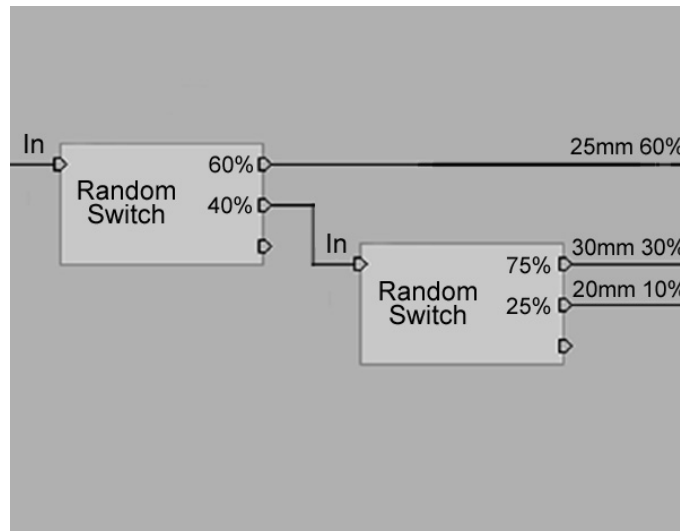 In
60%
25mm 60%
Random
Switch
40%
In
75%
30mm 30%
Random
Switch
25%
20mm 10%